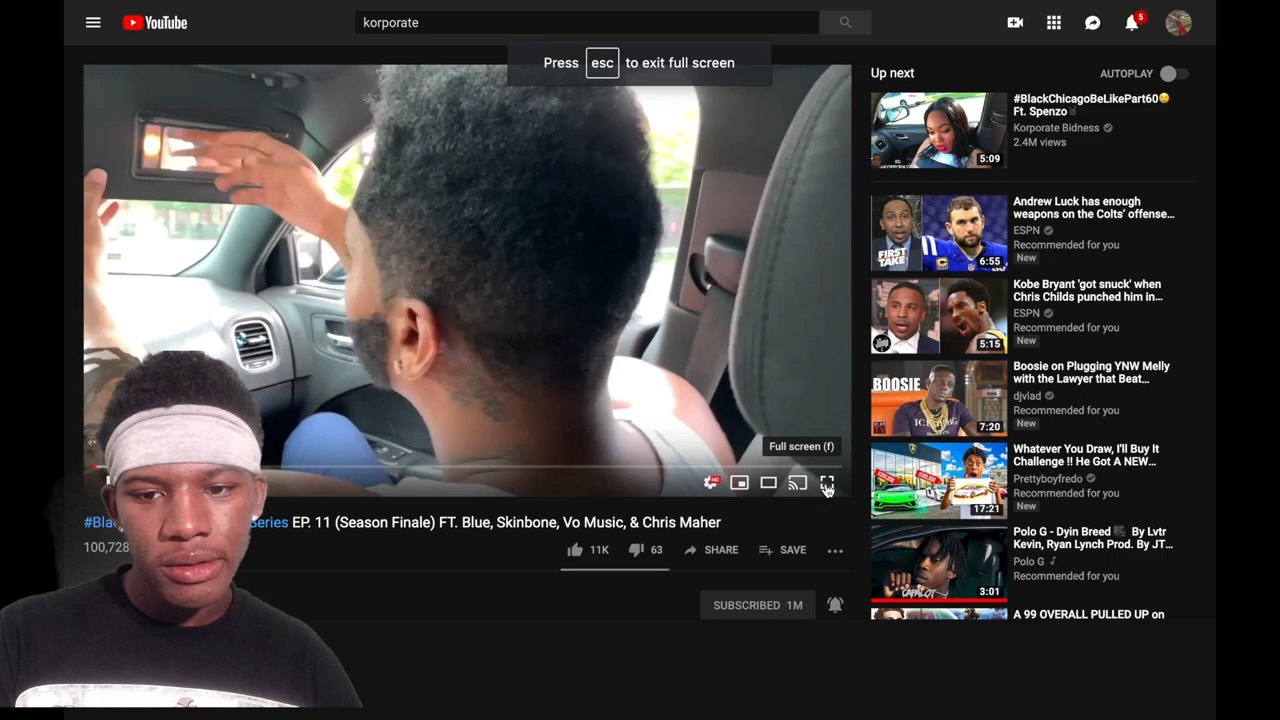 YouTube
korporate
5
Press esc to exit full screen
Full screen (f)
HD
#Bla
Series EP. 11 (Season Finale) FT. Blue, Skinbone, Vo Music, & Chris Maher
100,728
11K
63
SHARE
SAVE
SUBSCRIBED 1M
Up next
AUTOPLAY
#BlackChicagoBeLikePart60😢
Ft. Spenzo
Korporate Bidness
2.4M views
5:09
Andrew Luck has enough
weapons on the Colts' offense...
ESPN
Recommended for you
New
FIRST
TAKE
6:55
Kobe Bryant 'got snuck' when
Chris Childs punched him in...
ESPN
Recommended for you
New
5:15
Boosie on Plugging YNW Melly
with the Lawyer that Beat...
djvlad
Recommended for you
New
BOOSIE
7:20
Whatever You Draw, I'll Buy It
Challenge !! He Got A NEW...
Prettyboyfredo
Recommended for you
New
17:21
Polo G - Dyin Breed 🎬 By Lvtr
Kevin, Ryan Lynch Prod. By JT...
Polo G
Recommended for you
CAPALOT
3:01
A 99 OVERALL PULLED UP on